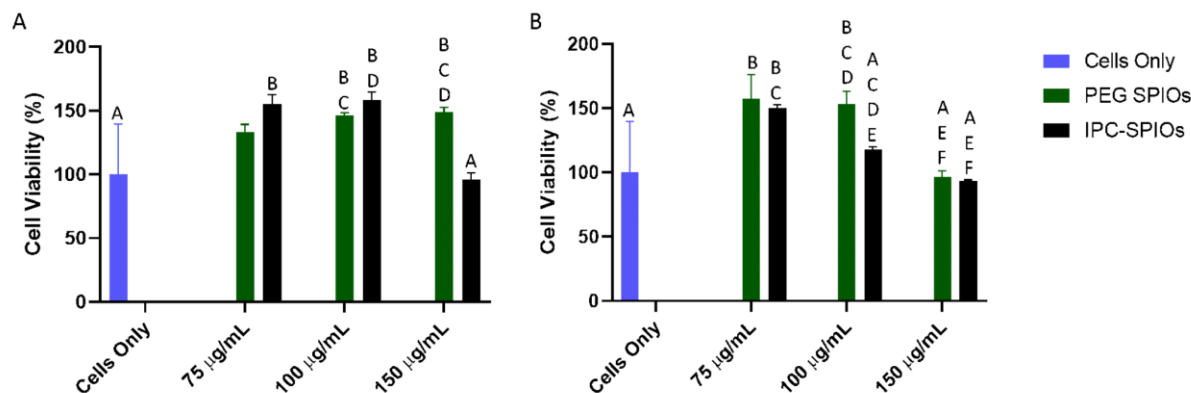 A
Cell Viability (%)
200
150
100
50
0
A
B
B
C
B
D
B
C
D
A
Cells Only
75 μg/mL
100 μg/mL
150 μg/mL
B
Cell Viability (%)
200
150
100
50
0
A
B
B
C
B
C
D
A
C
D
E
A
E
F
A
E
F
Cells Only
75 μg/mL
100 μg/mL
150 μg/mL
Cells Only
PEG SPIOs
IPC-SPIOs